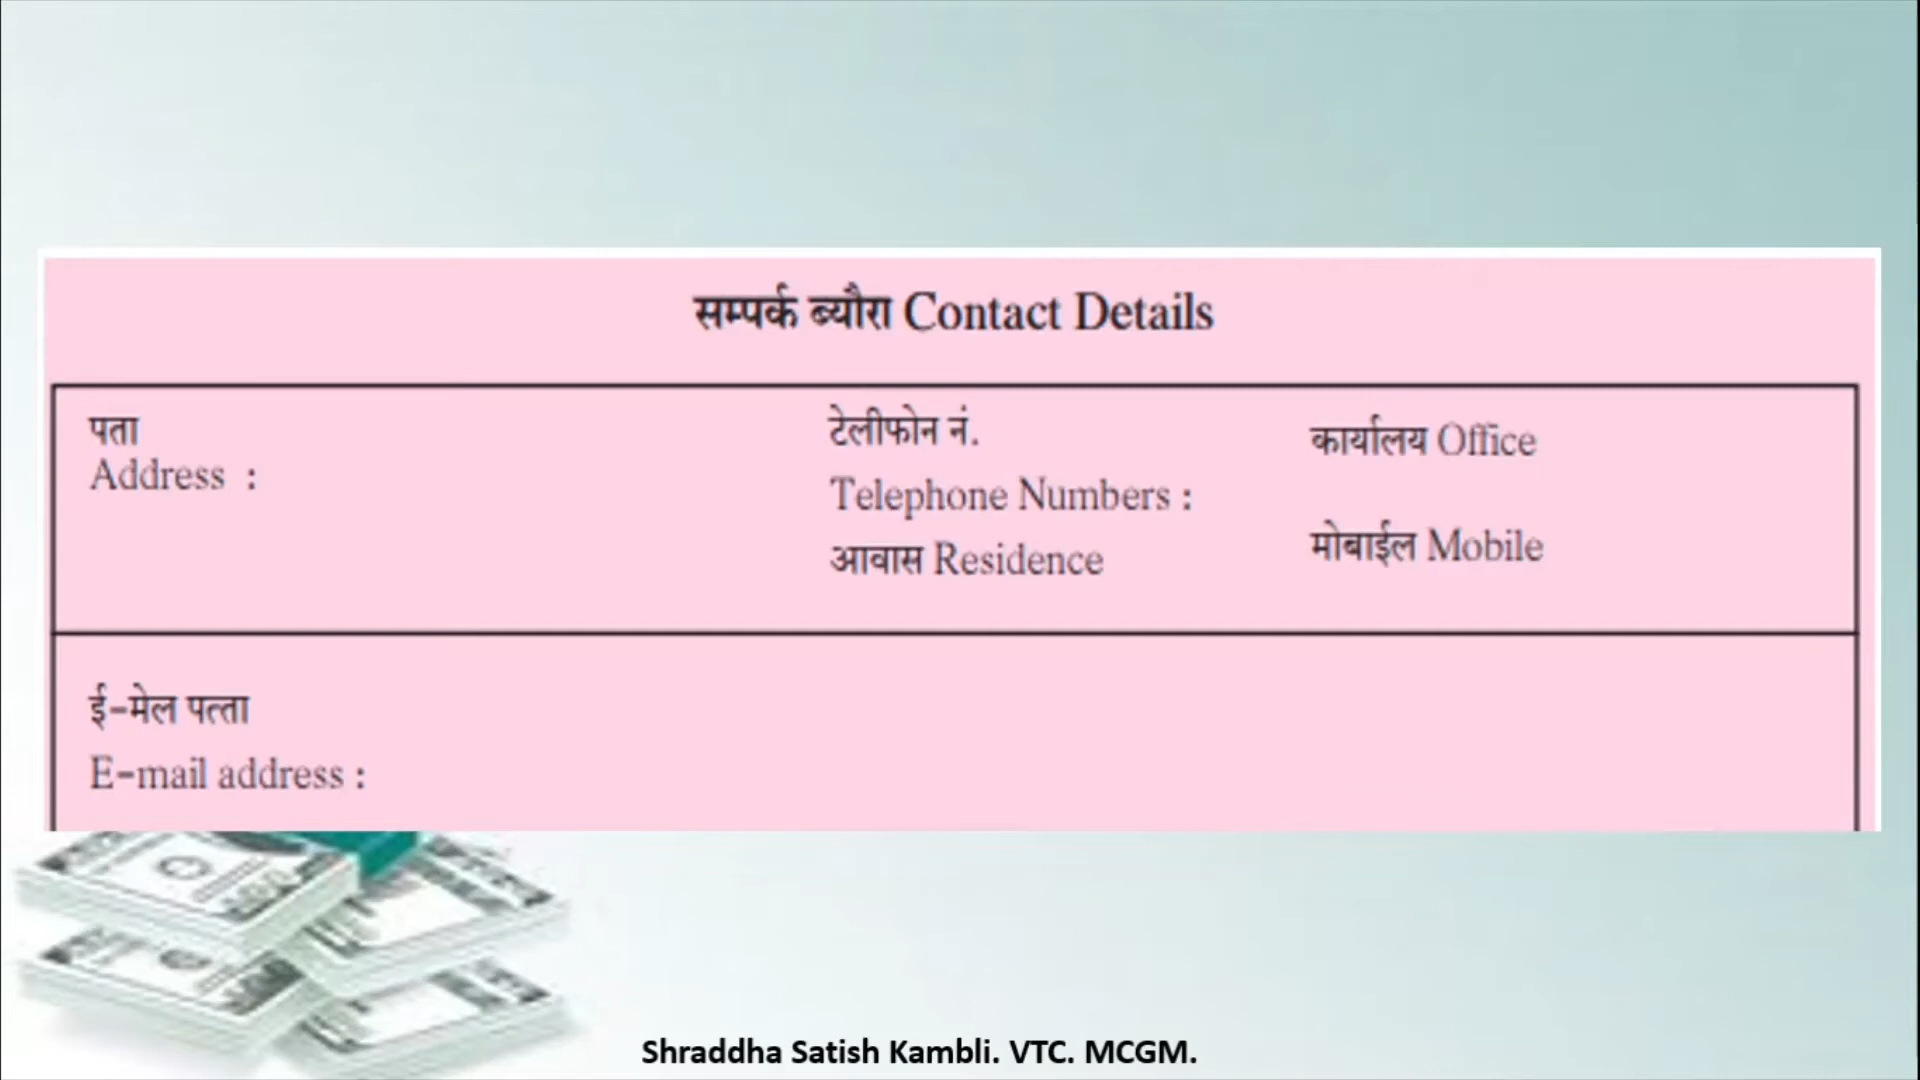 सम्पर्क ब्यौरा Contact Details
पता
Address :
टेलीफोन नं.
Telephone Numbers :
आवास Residence
कार्यालय Office
मोबाईल Mobile
ई-मेल पत्ता
E-mail address :
Shraddha Satish Kambli. VTC. MCGM.